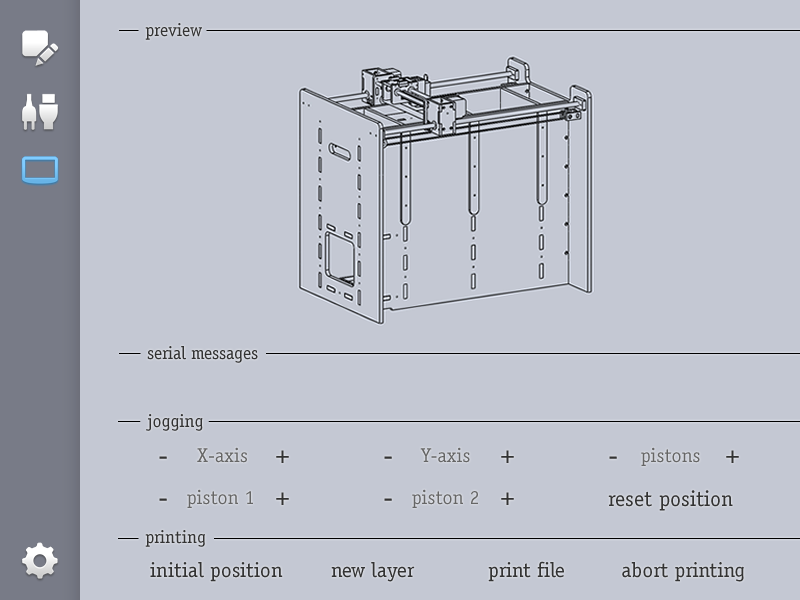 preview
serial messages
jogging
- X-axis + - Y-axis + - pistons +
- piston 1 + - piston 2 + reset position
printing
initial position new layer print file abort printing